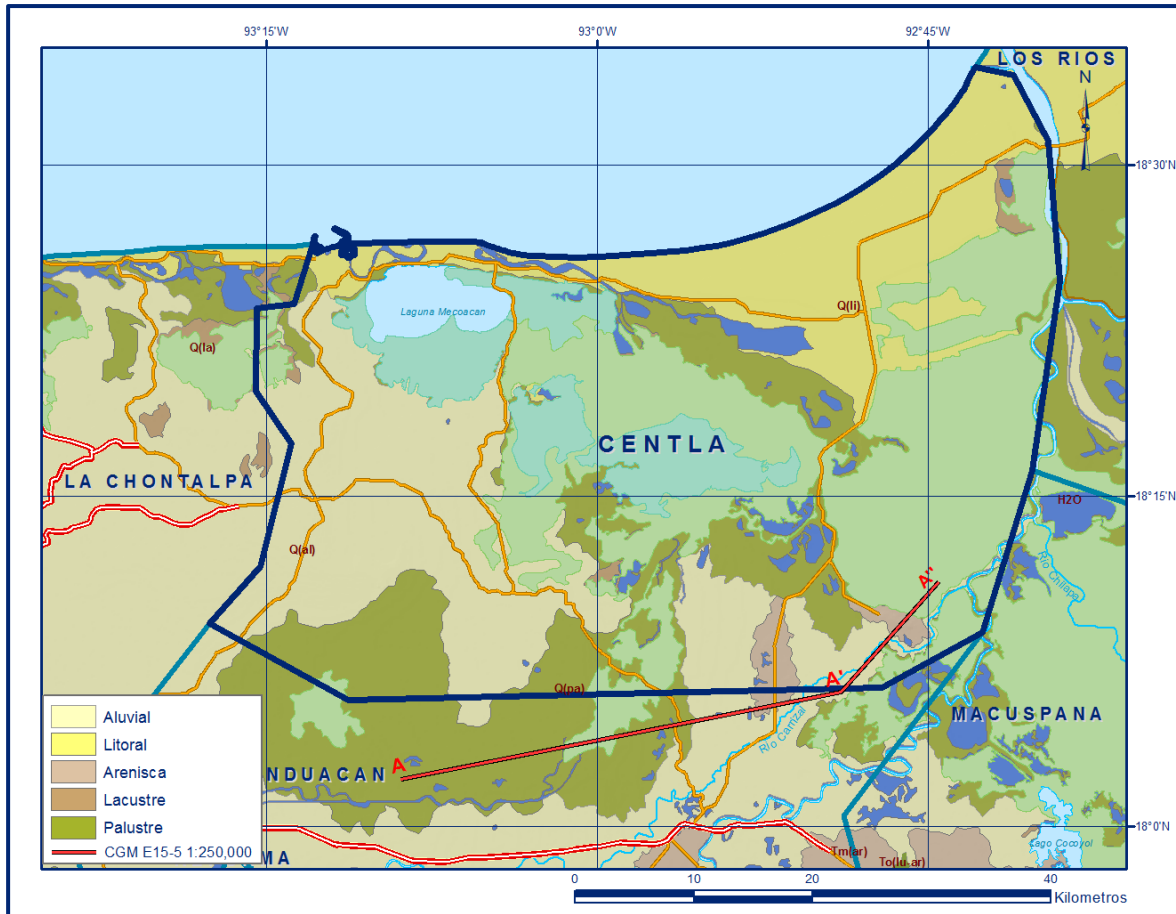 93°15'W
93°0'W
92°45'W
LOS RIOS
N
18°30'N
Laguna Mecoacan
Q(li)
Q(la)
CENTLA
LA CHONTALPA
18°15'N
H2O
Q(al)
Río Chilapa
A"
A'
Q(pa)
MACUSPANA
Río Carrizal
A
NDUACAN
Aluvial
Litoral
Arenisca
Lacustre
Palustre
CGM E15-5 1:250,000
18°0'N
MA
Tm(ar)
To(lu-ar)
Lago Cocoyol
0
10
20
40
Kilometros